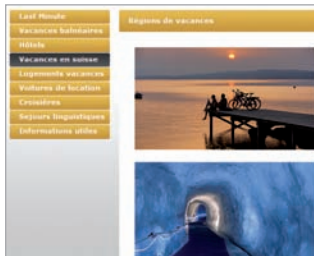 Last Minute
Vacances balnéaires
Hôtels
Vacances en suisse
Logements vacances
Voitures de location
Croisières
Sejours linguistiques
Informations utiles
Régions de vacances